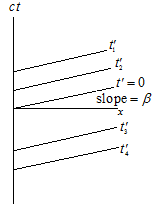 ct
t′₁
t′₂
t′ = 0
slope = β
x
t′₃
t′₄